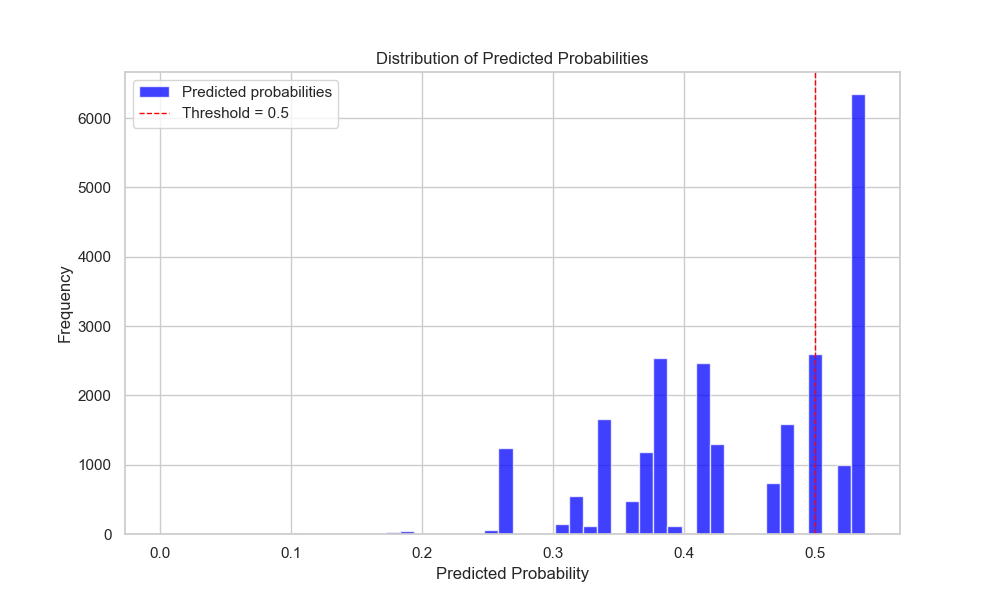 Distribution of Predicted Probabilities
Predicted probabilities
Threshold = 0.5
6000
5000
4000
3000
2000
1000
0
Frequency
0.0 0.1 0.2 0.3 0.4 0.5
Predicted Probability